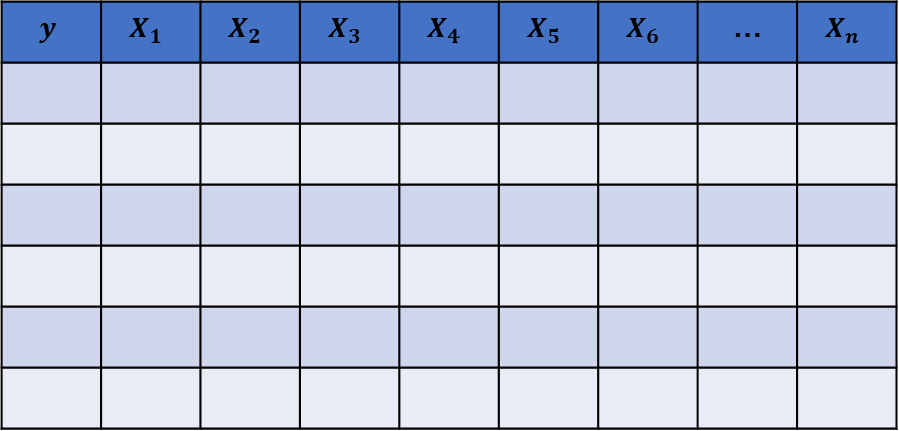 y X₁ X₂ X₃ X₄ X₅ X₆ ... Xₙ